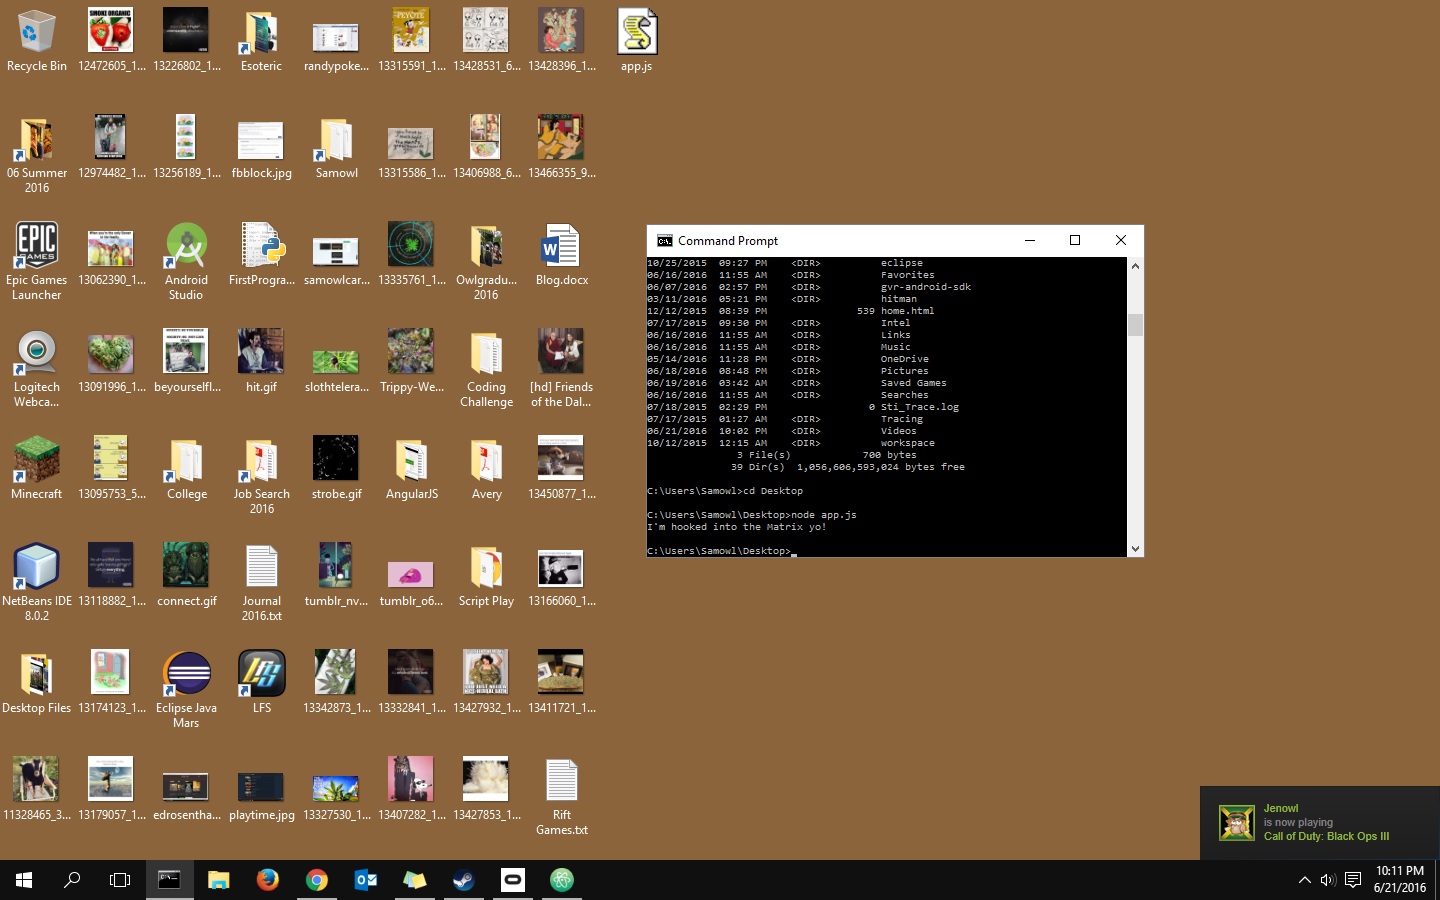 Recycle Bin
12472605_1...
13226802_1...
Esoteric
randypoke...
13315591_1...
13428531_6...
13428396_1...
app.js
SMOKE ORGANIC
PEYOTE
06 Summer
2016
12974482_1...
13256189_1...
fbblock.jpg
Samowl
13315586_1...
13406988_6...
13466355_9...
EPIC
GAMES
Epic Games
Launcher
13062390_1...
Android
Studio
FirstProgra...
samowlcar...
13335761_1...
Owlgradu...
2016
Blog.docx
Logitech
Webca...
13091996_1...
beyourselfl...
hit.gif
slothtelera...
Trippy-We...
Coding
Challenge
[hd] Friends
of the Dal...
Minecraft
13095753_5...
College
Job Search
2016
strobe.gif
AngularJS
Avery
13450877_1...
NetBeans IDE
8.0.2
13118882_1...
connect.gif
Journal
2016.txt
tumblr_nv...
tumblr_o6...
Script Play
13166060_1...
Desktop Files
13174123_1...
Eclipse Java
Mars
LFS
13342873_1...
13332841_1...
13427932_1...
13411721_1...
11328465_3...
13179057_1...
edrosentha...
playtime.jpg
13327530_1...
13407282_1...
13427853_1...
Rift
Games.txt
Command Prompt
10/25/2015 09:27 PM <DIR> eclipse
06/16/2016 11:55 AM <DIR> Favorites
06/07/2016 02:57 PM <DIR> gvr-android-sdk
03/11/2016 05:21 PM <DIR> hitman
12/12/2015 08:39 PM 539 home.html
07/17/2015 09:30 PM <DIR> Intel
06/16/2016 11:55 AM <DIR> Links
06/16/2016 11:55 AM <DIR> Music
05/14/2016 11:28 PM <DIR> OneDrive
06/18/2016 08:48 PM <DIR> Pictures
06/19/2016 03:42 AM <DIR> Saved Games
06/16/2016 11:55 AM <DIR> Searches
07/18/2015 02:29 PM 0 Sti_Trace.log
07/17/2015 01:27 AM <DIR> Tracing
06/21/2016 10:02 PM <DIR> Videos
10/12/2015 12:15 AM <DIR> workspace
3 File(s) 700 bytes
39 Dir(s) 1,056,606,593,024 bytes free
C:\Users\Samowl>cd Desktop
C:\Users\Samowl\Desktop>node app.js
I'm hooked into the Matrix yo!
C:\Users\Samowl\Desktop>_
Jenowl
is now playing
Call of Duty: Black Ops III
10:11 PM
6/21/2016